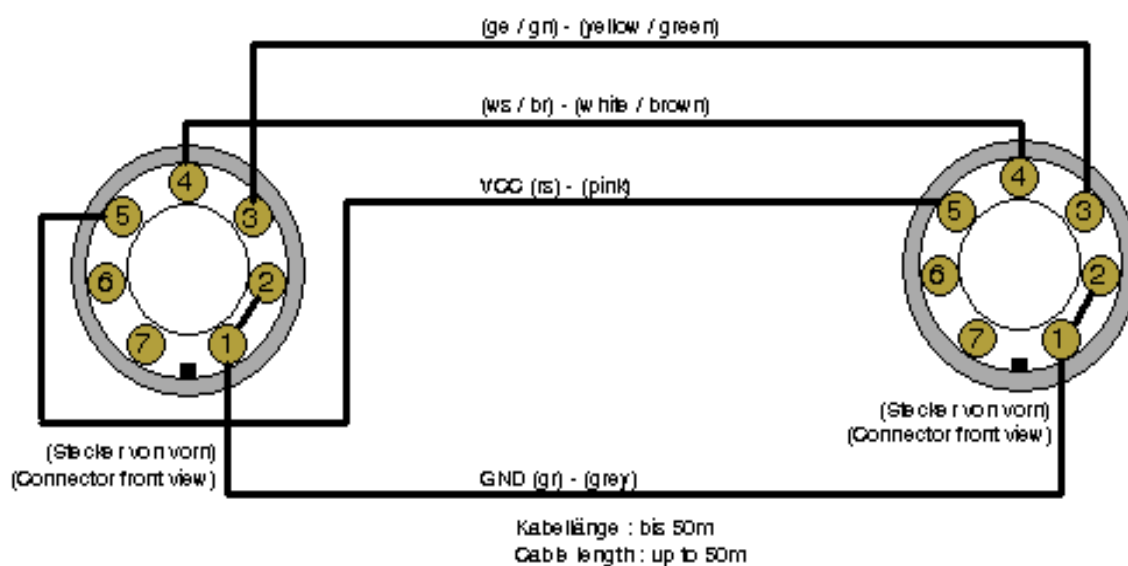 (ge / gn) - (yellow / green)
(ws / br) - (white / brown)
VCC (rs) - (pink)
4
5
3
6
2
7
1
4
5
3
6
2
7
1
(Stecker von vorn)
(Connector front view)
(Stecker von vorn)
(Connector front view)
GND (gr) - (grey)
Kabellänge : bis 50m
Cable length : up to 50m